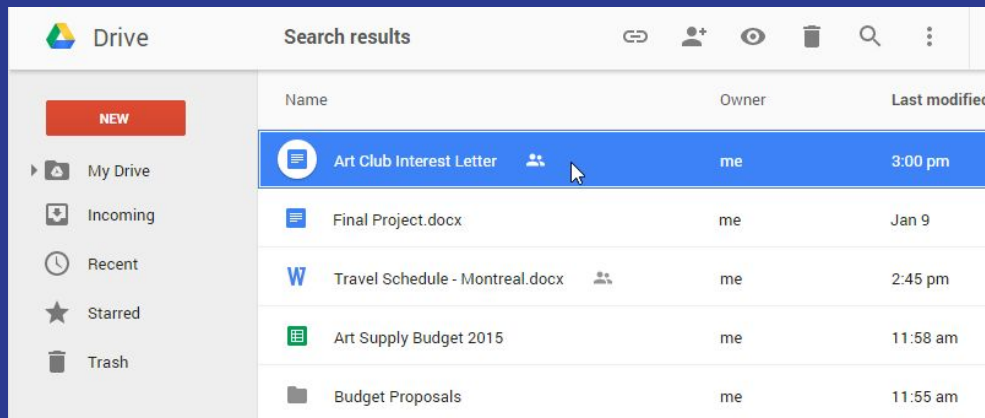 Drive Search results
Name Owner Last modified
NEW
Art Club Interest Letter me 3:00 pm
My Drive
Incoming Final Project.docx me Jan 9
Recent W Travel Schedule - Montreal.docx me 2:45 pm
Starred
Art Supply Budget 2015 me 11:58 am
Trash
Budget Proposals me 11:55 am